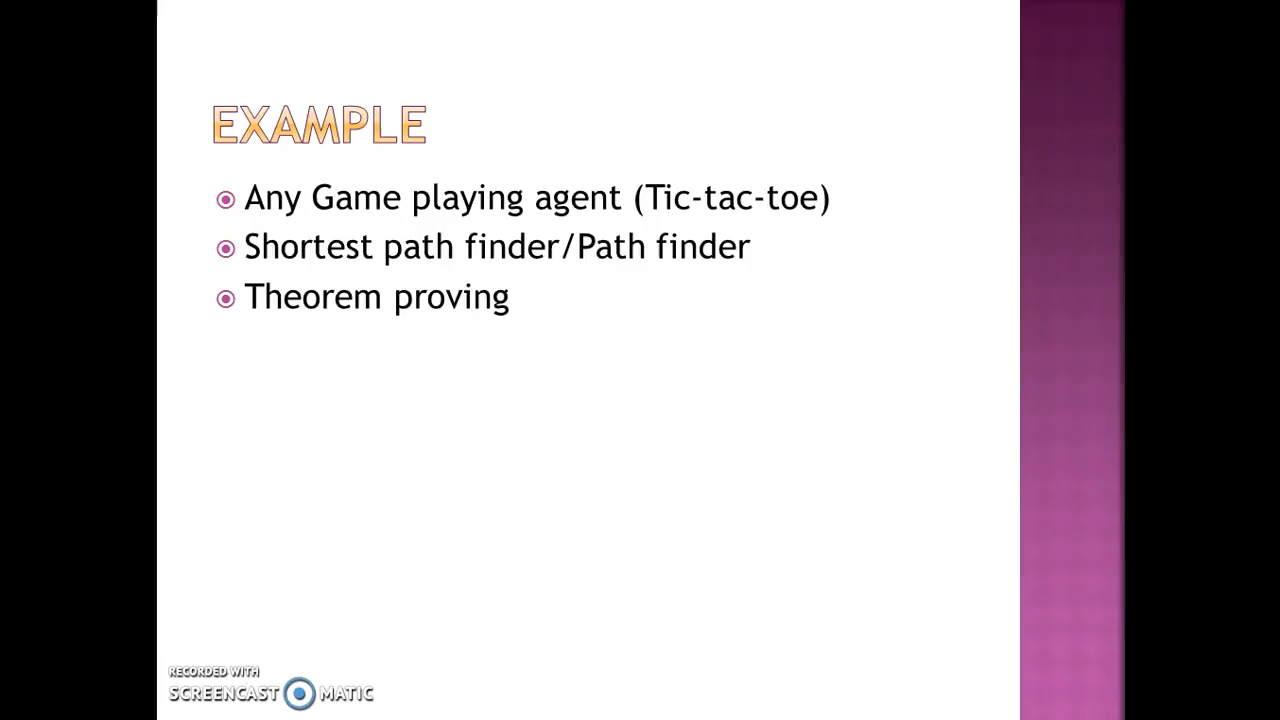 EXAMPLE
Any Game playing agent (Tic-tac-toe)
Shortest path finder/Path finder
Theorem proving
RECORDED WITH
SCREENCAST MATIC